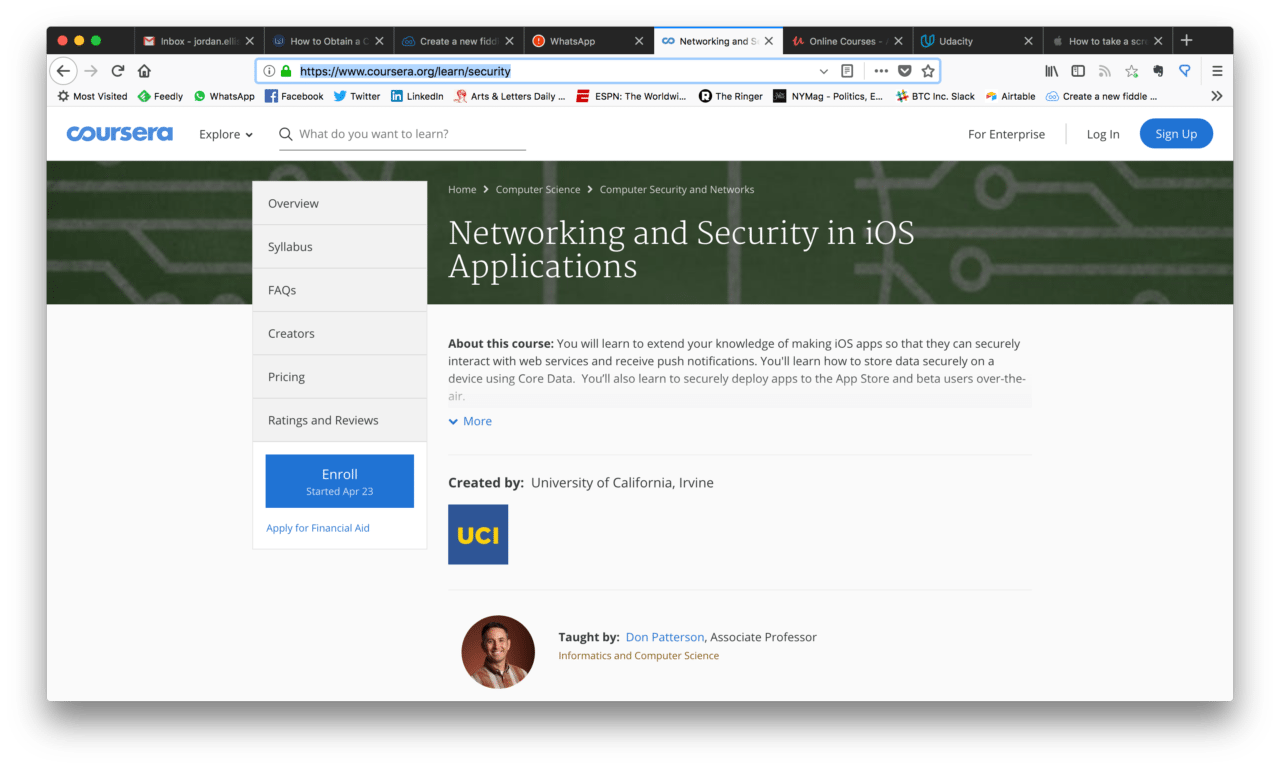 Inbox - jordan.elli
How to Obtain a C
Create a new fiddl
WhatsApp
Networking and Se
Online Courses -
Udacity
How to take a scre
https://www.coursera.org/learn/security
Most Visited
Feedly
WhatsApp
Facebook
Twitter
LinkedIn
Arts & Letters Daily ...
ESPN: The Worldwi...
The Ringer
NYMag - Politics, E...
BTC Inc. Slack
Airtable
Create a new fiddle ...
coursera
Explore
What do you want to learn?
For Enterprise
Log In
Sign Up
Overview
Syllabus
FAQs
Creators
Pricing
Ratings and Reviews
Enroll
Started Apr 23
Apply for Financial Aid
Home > Computer Science > Computer Security and Networks
Networking and Security in iOS
Applications
About this course: You will learn to extend your knowledge of making iOS apps so that they can securely
interact with web services and receive push notifications. You'll learn how to store data securely on a
device using Core Data. You'll also learn to securely deploy apps to the App Store and beta users over-the-
air.
More
Created by: University of California, Irvine
UCI
Taught by: Don Patterson, Associate Professor
Informatics and Computer Science